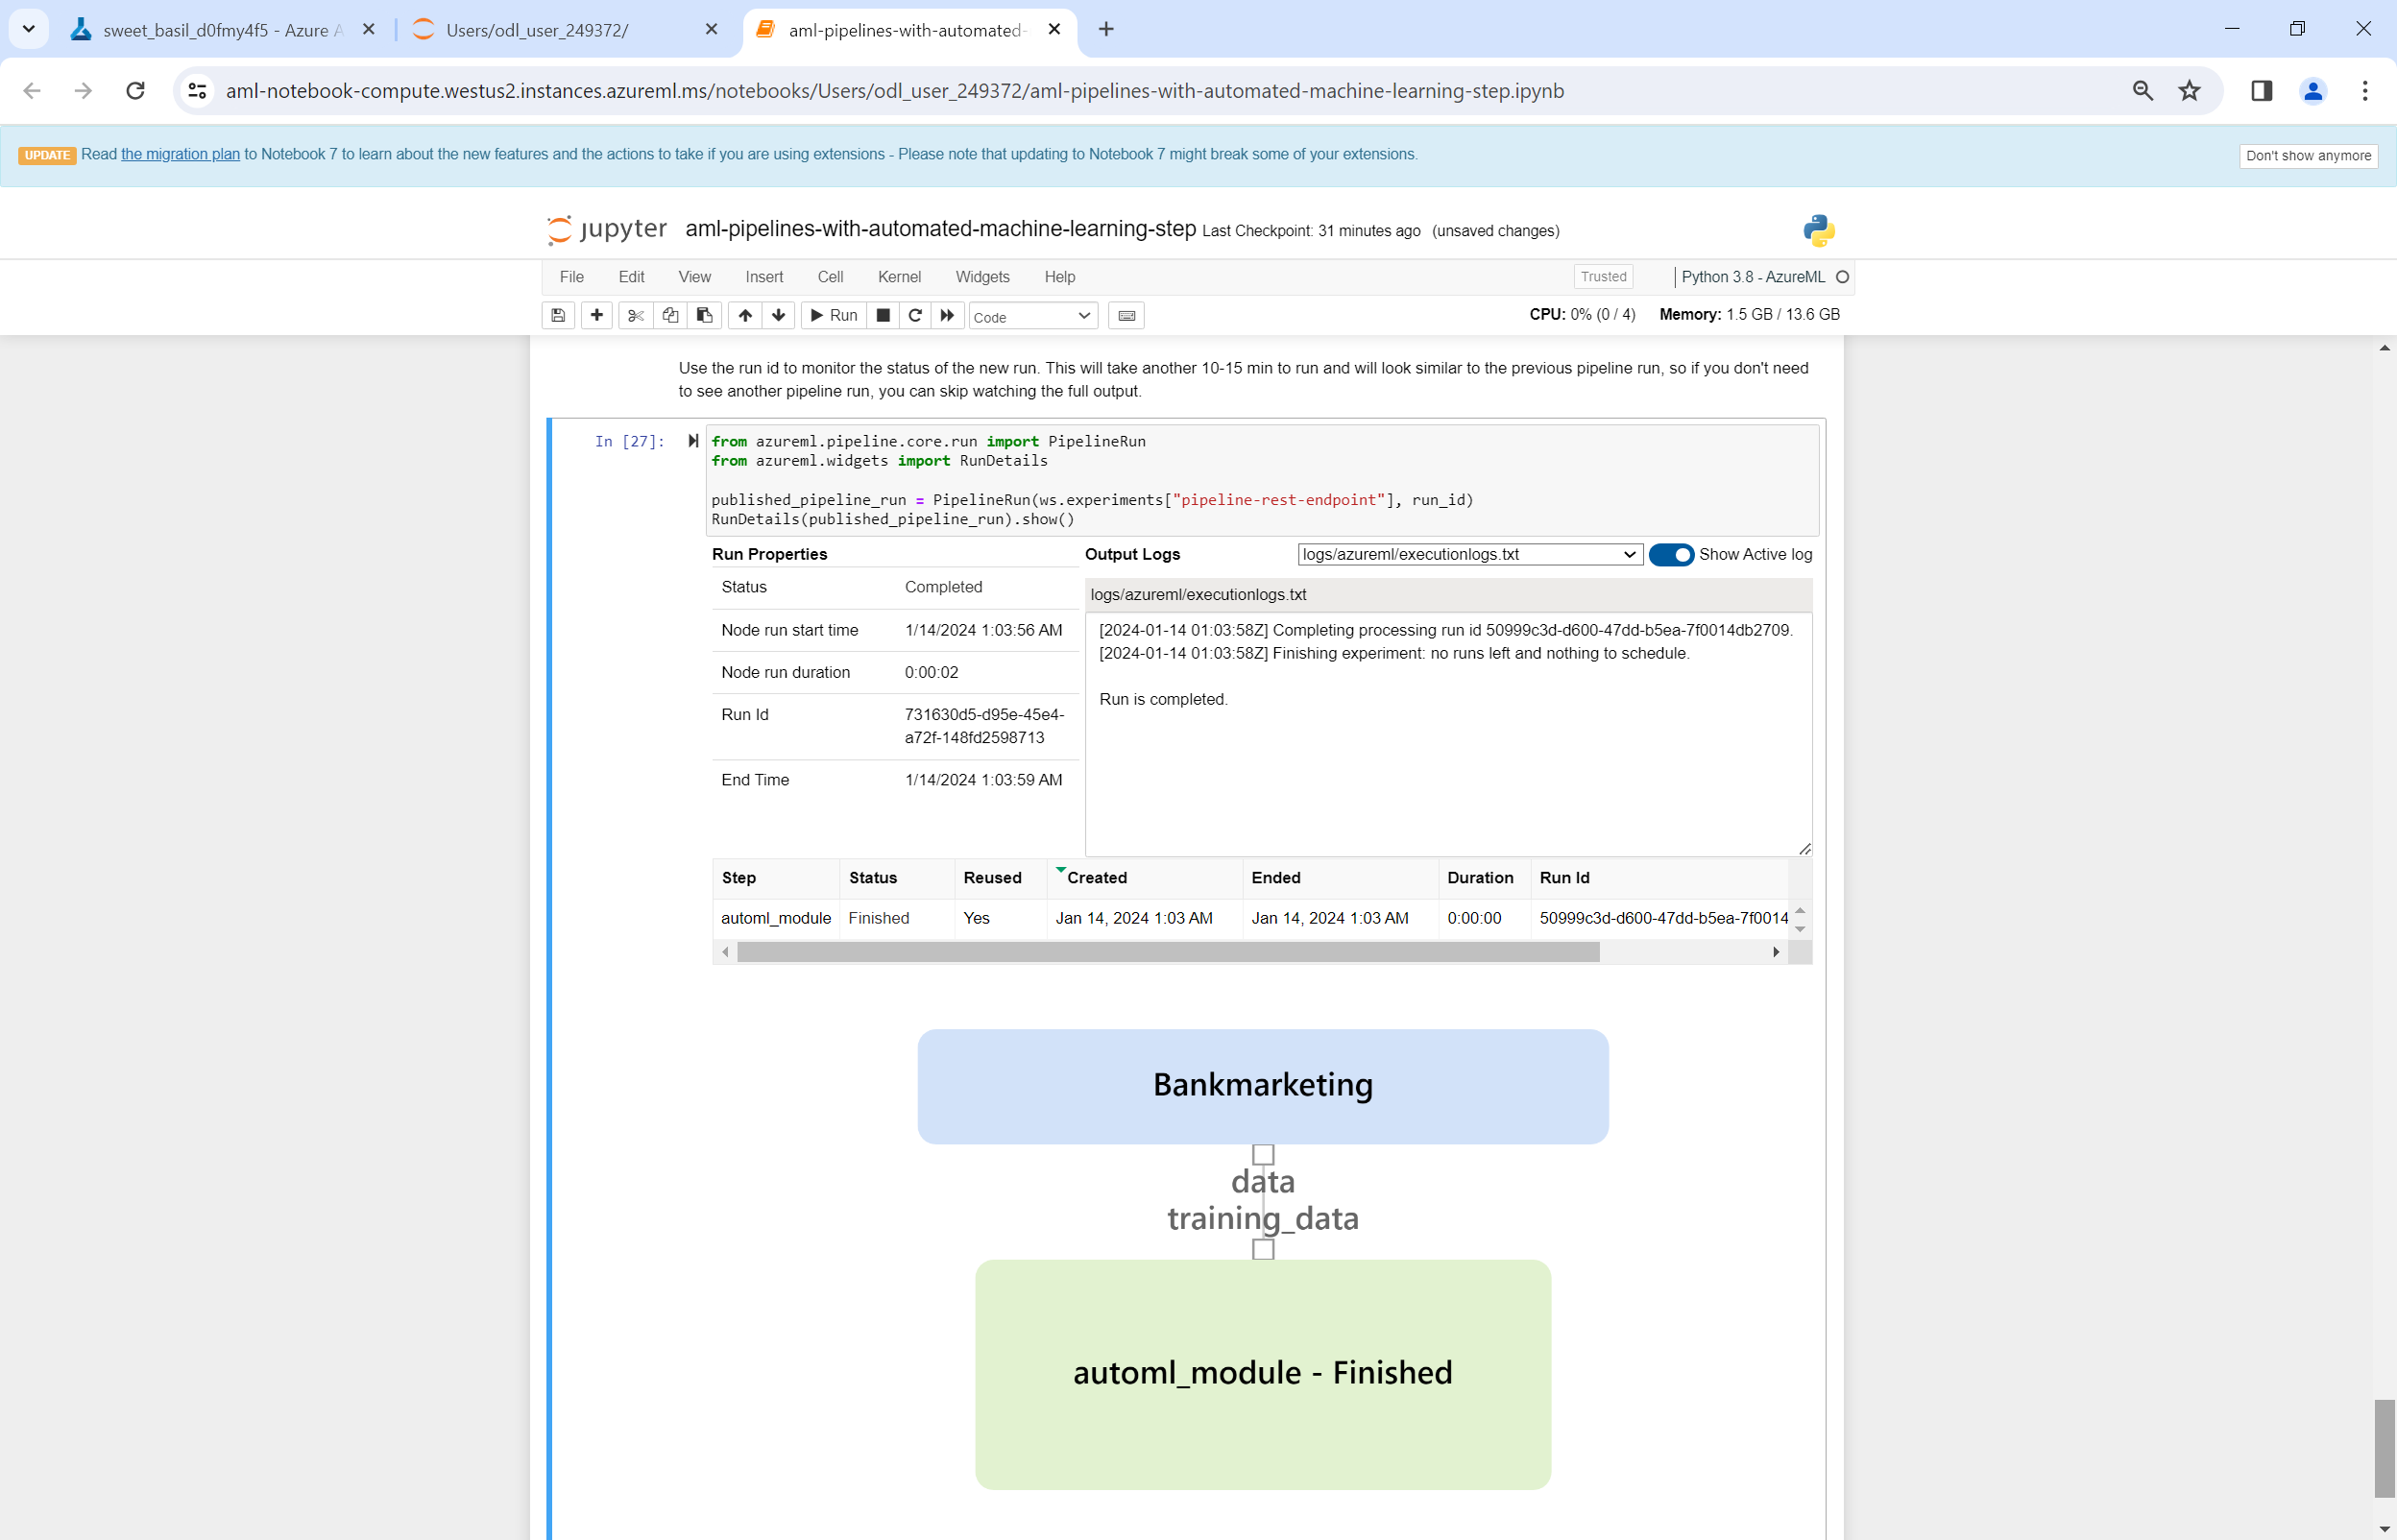 sweet_basil_d0fmy4f5 - Azure A
Users/odl_user_249372/
aml-pipelines-with-automated-
aml-notebook-compute.westus2.instances.azureml.ms/notebooks/Users/odl_user_249372/aml-pipelines-with-automated-machine-learning-step.ipynb
UPDATE Read the migration plan to Notebook 7 to learn about the new features and the actions to take if you are using extensions - Please note that updating to Notebook 7 might break some of your extensions.
Don't show anymore
jupyter aml-pipelines-with-automated-machine-learning-step Last Checkpoint: 31 minutes ago (unsaved changes)
File Edit View Insert Cell Kernel Widgets Help Trusted Python 3.8 - AzureML
Run Code CPU: 0% (0 / 4) Memory: 1.5 GB / 13.6 GB
Use the run id to monitor the status of the new run. This will take another 10-15 min to run and will look similar to the previous pipeline run, so if you don't need
to see another pipeline run, you can skip watching the full output.
In [27]: from azureml.pipeline.core.run import PipelineRun
from azureml.widgets import RunDetails
published_pipeline_run = PipelineRun(ws.experiments["pipeline-rest-endpoint"], run_id)
RunDetails(published_pipeline_run).show()
Run Properties
Status Completed
Node run start time 1/14/2024 1:03:56 AM
Node run duration 0:00:02
Run Id 731630d5-d95e-45e4-
a72f-148fd2598713
End Time 1/14/2024 1:03:59 AM
Output Logs logs/azureml/executionlogs.txt Show Active log
logs/azureml/executionlogs.txt
[2024-01-14 01:03:58Z] Completing processing run id 50999c3d-d600-47dd-b5ea-7f0014db2709.
[2024-01-14 01:03:58Z] Finishing experiment: no runs left and nothing to schedule.
Run is completed.
Step Status Reused Created Ended Duration Run Id
automl_module Finished Yes Jan 14, 2024 1:03 AM Jan 14, 2024 1:03 AM 0:00:00 50999c3d-d600-47dd-b5ea-7f0014
Bankmarketing
data
training_data
automl_module - Finished